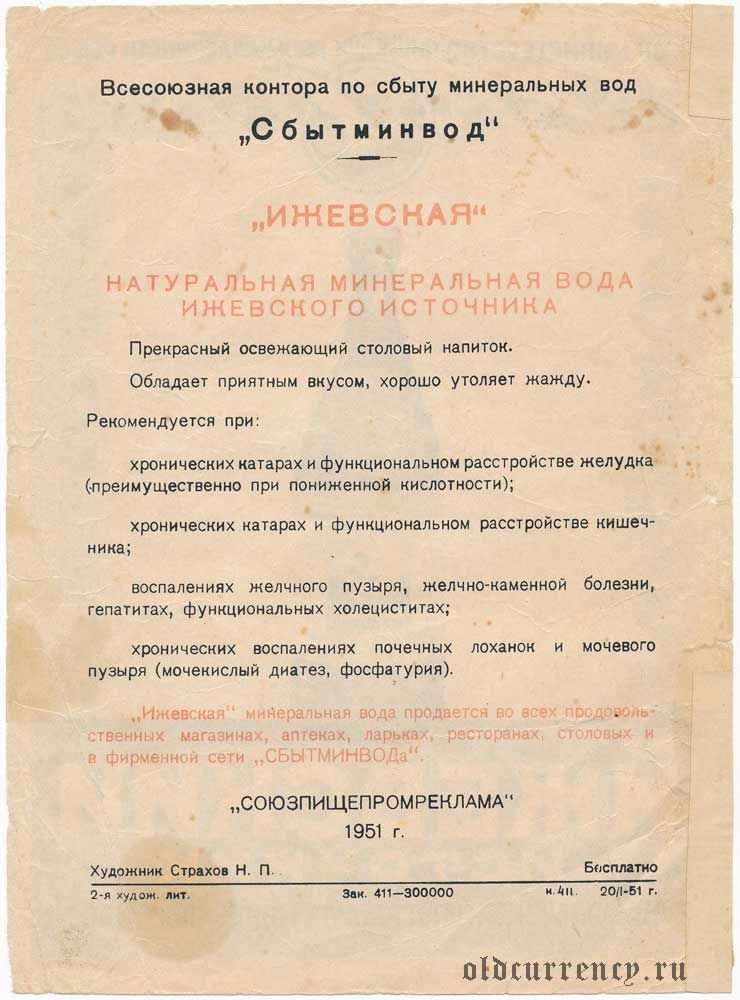 Всесоюзная контора по сбыту минеральных вод
„Сбытминвод“
„ИЖЕВСКАЯ“
НАТУРАЛЬНАЯ МИНЕРАЛЬНАЯ ВОДА
ИЖЕВСКОГО ИСТОЧНИКА
Прекрасный освежающий столовый напиток.
Обладает приятным вкусом, хорошо утоляет жажду.
Рекомендуется при:
хронических катарах и функциональном расстройстве желудка
(преимущественно при пониженной кислотности);
хронических катарах и функциональном расстройстве кишеч-
ника;
воспалениях желчного пузыря, желчно-каменной болезни,
гепатитах, функциональных холециститах;
хронических воспалениях почечных лоханок и мочевого
пузыря (мочекислый диатез, фосфатурия).
„Ижевская“ минеральная вода продается во всех продоволь-
ственных магазинах, аптеках, ларьках, ресторанах, столовых и
в фирменной сети „СБЫТМИНВОДа“.
„СОЮЗПИЩЕПРОМРЕКЛАМА“
1951 г.
Художник Страхов Н. П. Бесплатно
2-я худож. лит. Зак. 411—300000 20/I-51 г.
oldcurrency.ru